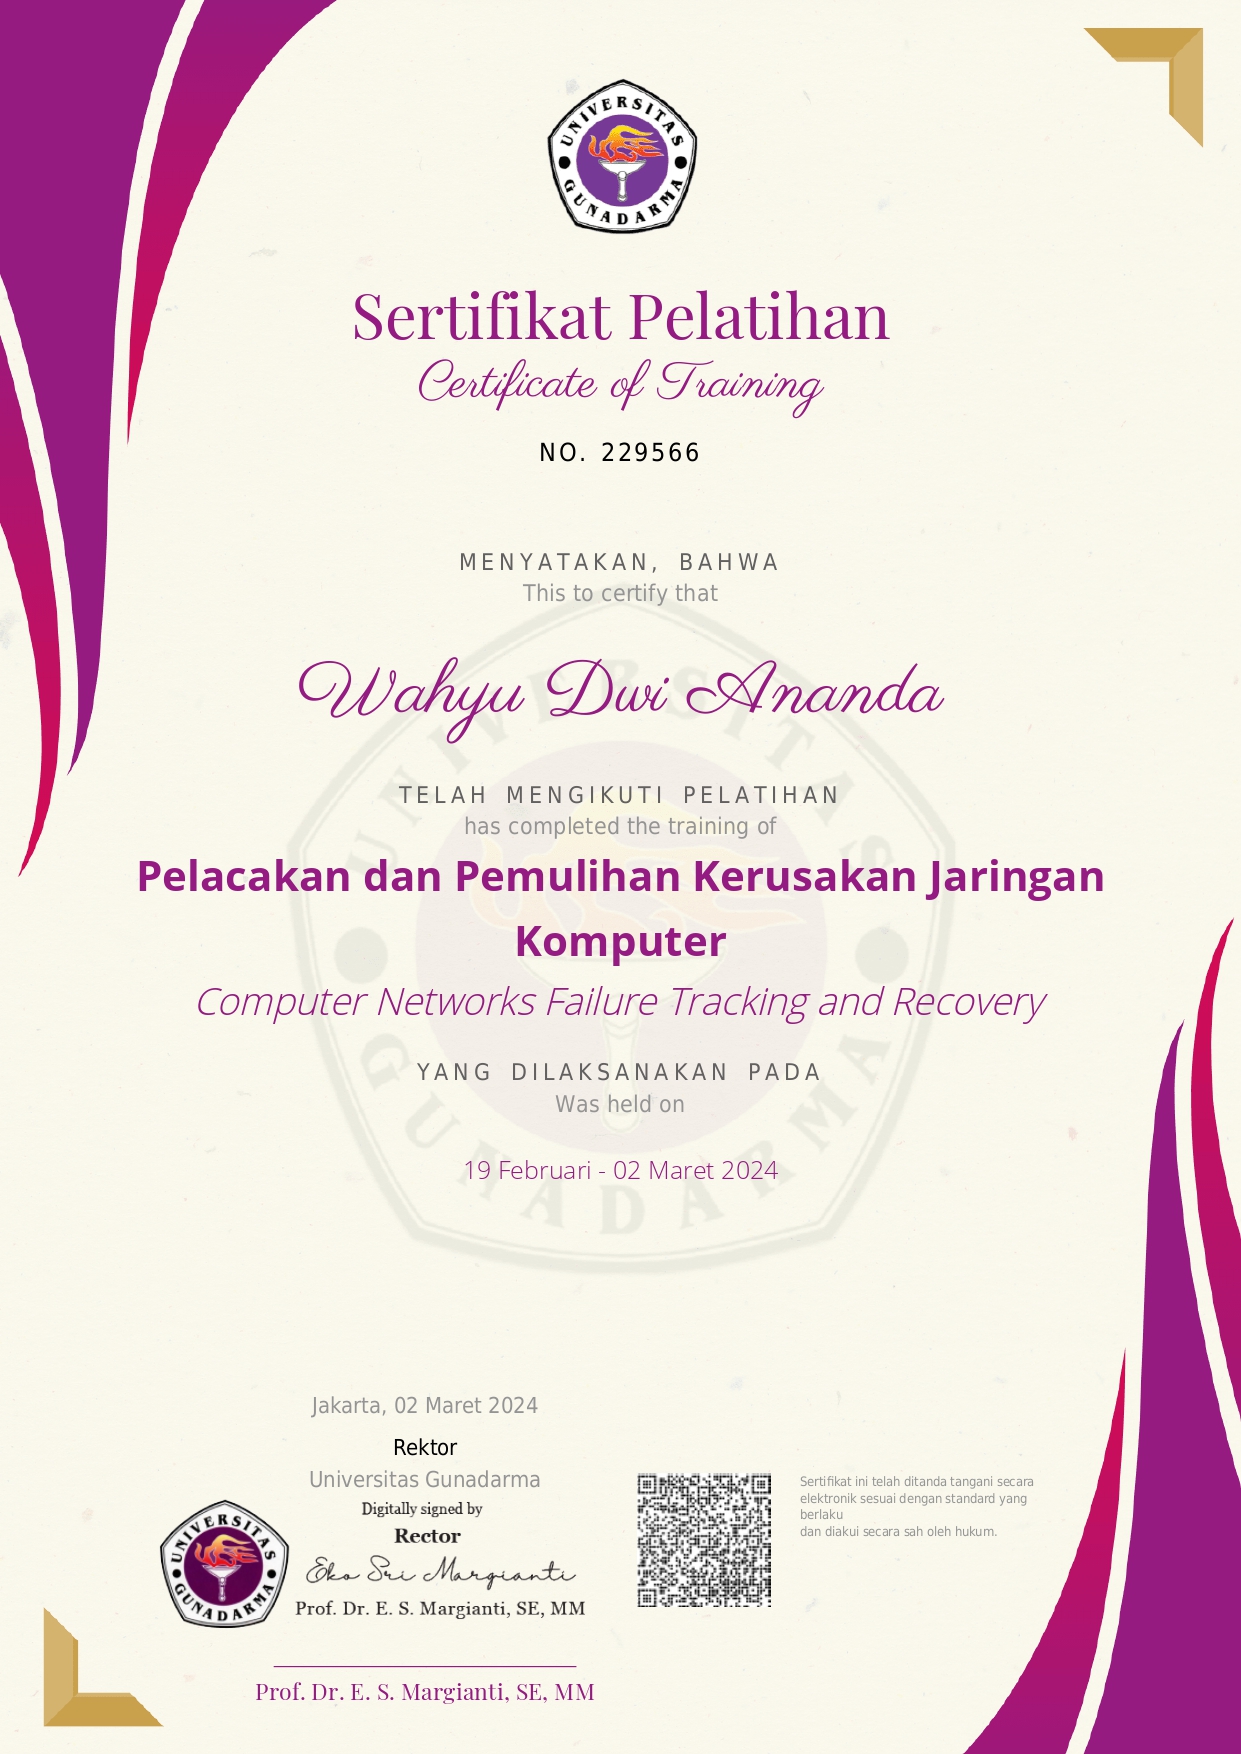 UNIVERSITAS
GUNADARMA
Sertifikat Pelatihan
Certificate of Training
NO. 229566
MENYATAKAN, BAHWA
This to certify that
Wahyu Dwi Ananda
TELAH MENGIKUTI PELATIHAN
has completed the training of
Pelacakan dan Pemulihan Kerusakan Jaringan
Komputer
Computer Networks Failure Tracking and Recovery
YANG DILAKSANAKAN PADA
Was held on
19 Februari - 02 Maret 2024
UNIVERSITAS
GUNADARMA
Jakarta, 02 Maret 2024
Rektor
Universitas Gunadarma
Digitally signed by
Rector
Eko Sri Margianti
Prof. Dr. E. S. Margianti, SE, MM
UNIVERSITAS
GUNADARMA
Prof. Dr. E. S. Margianti, SE, MM
Sertifikat ini telah ditanda tangani secara
elektronik sesuai dengan standard yang
berlaku
dan diakui secara sah oleh hukum.